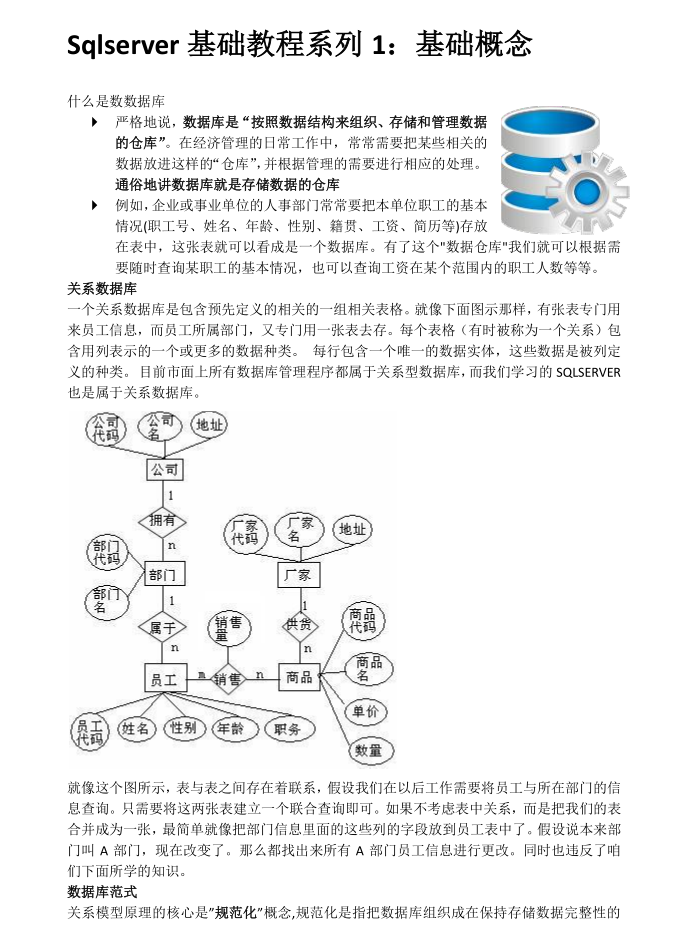 Sqlserver 基础教程系列 1：基础概念
什么是数数据库
严格地说，数据库是“按照数据结构来组织、存储和管理数据
的仓库”。在经济管理的日常工作中，常常需要把某些相关的
数据放进这样的“仓库”，并根据管理的需要进行相应的处理。
通俗地讲数据库就是存储数据的仓库
例如，企业或事业单位的人事部门常常要把本单位职工的基本
情况(职工号、姓名、年龄、性别、籍贯、工资、简历等)存放
在表中，这张表就可以看成是一个数据库。有了这个"数据仓库"我们就可以根据需
要随时查询某职工的基本情况，也可以查询工资在某个范围内的职工人数等等。
关系数据库
一个关系数据库是包含预先定义的相关的一组相关表格。就像下面图示那样，有张表专门用
来员工信息，而员工所属部门，又专门用一张表去存。每个表格（有时被称为一个关系）包
含用列表示的一个或更多的数据种类。 每行包含一个唯一的数据实体，这些数据是被列定
义的种类。 目前市面上所有数据库管理程序都属于关系型数据库，而我们学习的 SQLSERVER
也是属于关系数据库。
公司
代码
公司
名
地址
公司
1
拥有
n
厂家
代码
厂家
名
地址
部门
代码
部门
厂家
部门
名
1
1
属于
销售
量
供货
商品
代码
n
n
员工
m
销售
n
商品
商品
名
单价
员工
代码
姓名
性别
年龄
职务
数量
就像这个图所示，表与表之间存在着联系，假设我们在以后工作需要将员工与所在部门的信
息查询。只需要将这两张表建立一个联合查询即可。如果不考虑表中关系，而是把我们的表
合并成为一张，最简单就像把部门信息里面的这些列的字段放到员工表中了。假设说本来部
门叫 A 部门，现在改变了。那么都找出来所有 A 部门员工信息进行更改。同时也违反了咱
们下面所学的知识。
数据库范式
关系模型原理的核心是”规范化”概念,规范化是指把数据库组织成在保持存储数据完整性的